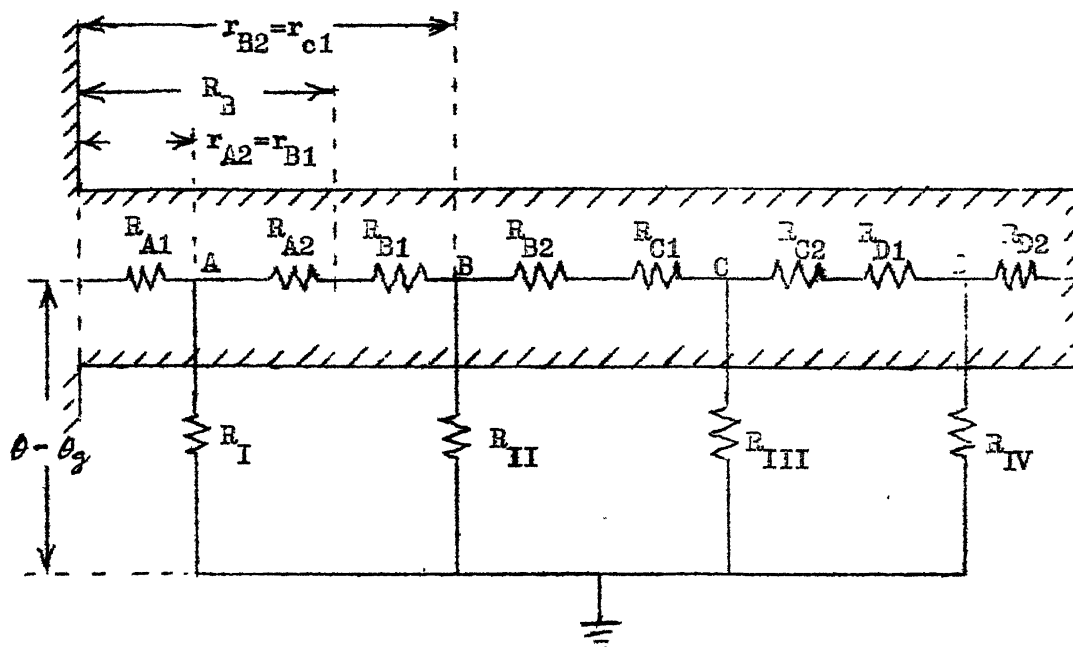 r_B2=r_c1
R_B
r_A2=r_B1
R_A1 A R_A2 R_B1 B R_B2 R_C1 C R_C2 R_D1 R_D2
θ-θ_g
R_I R_II R_III R_IV